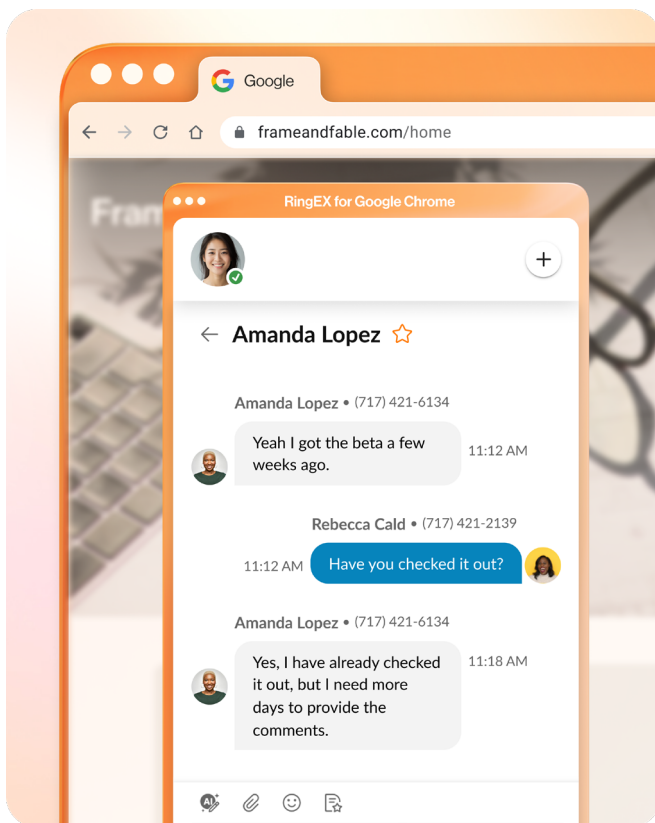 Google
frameandfable.com/home
Fram
RingEX for Google Chrome
Amanda Lopez
Amanda Lopez • (717) 421-6134
Yeah I got the beta a few
weeks ago.
11:12 AM
Rebecca Cald • (717) 421-2139
11:12 AM
Have you checked it out?
Amanda Lopez • (717) 421-6134
Yes, I have already checked
it out, but I need more
days to provide the
comments.
11:18 AM
AI